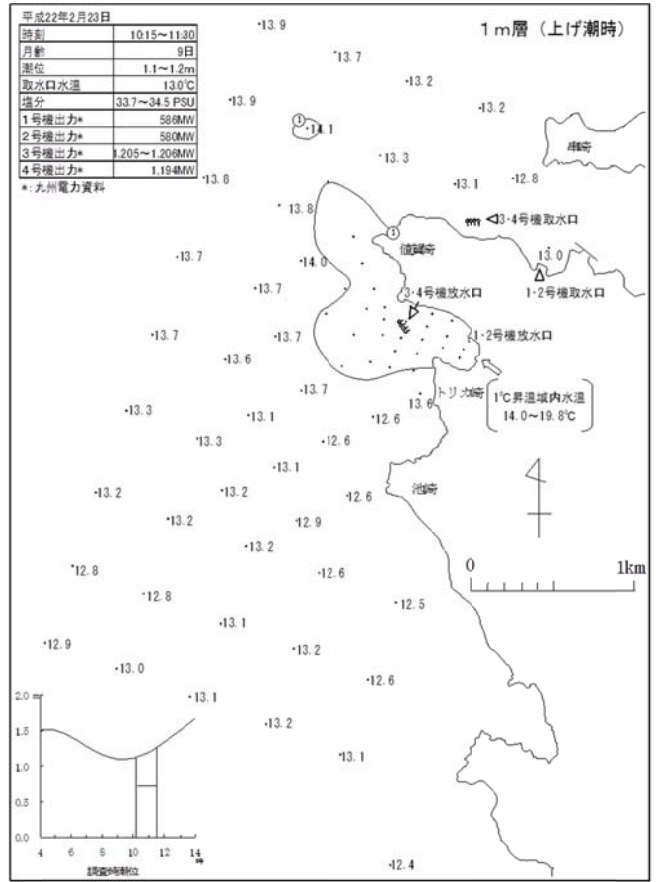 平成22年2月23日
時刻 10:15～11:30
月齢 9日
潮位 1.1～1.2m
取水口水温 13.0℃
塩分 33.7～34.5 PSU
1号機出力* 586MW
2号機出力* 580MW
3号機出力* 1,205～1,206MW
4号機出力* 1,194MW
*:九州電力資料
1m層（上げ潮時）
13.9
13.7
13.2
13.9
13.2
①
14.1
串崎
13.3
13.8
13.1
12.8
13.8
3・4号機取水口
①
値賀崎
13.7
14.0
13.0
13.7
3・4号機放水口
1・2号機取水口
13.7
13.7
1・2号機放水口
13.6
13.7
トリカ崎
1℃昇温域内水温
14.0～19.8℃
13.3
13.1
12.6
13.6
13.3
12.6
13.1
池崎
13.2
13.2
12.6
13.2
12.9
13.2
12.8
12.6
0
1km
12.8
12.5
13.1
12.9
13.2
13.0
12.6
13.1
2.0 m
13.2
1.5
13.1
1.0
0.5
0.0
4 6 8 10 12 14
時
調査時潮位
12.4